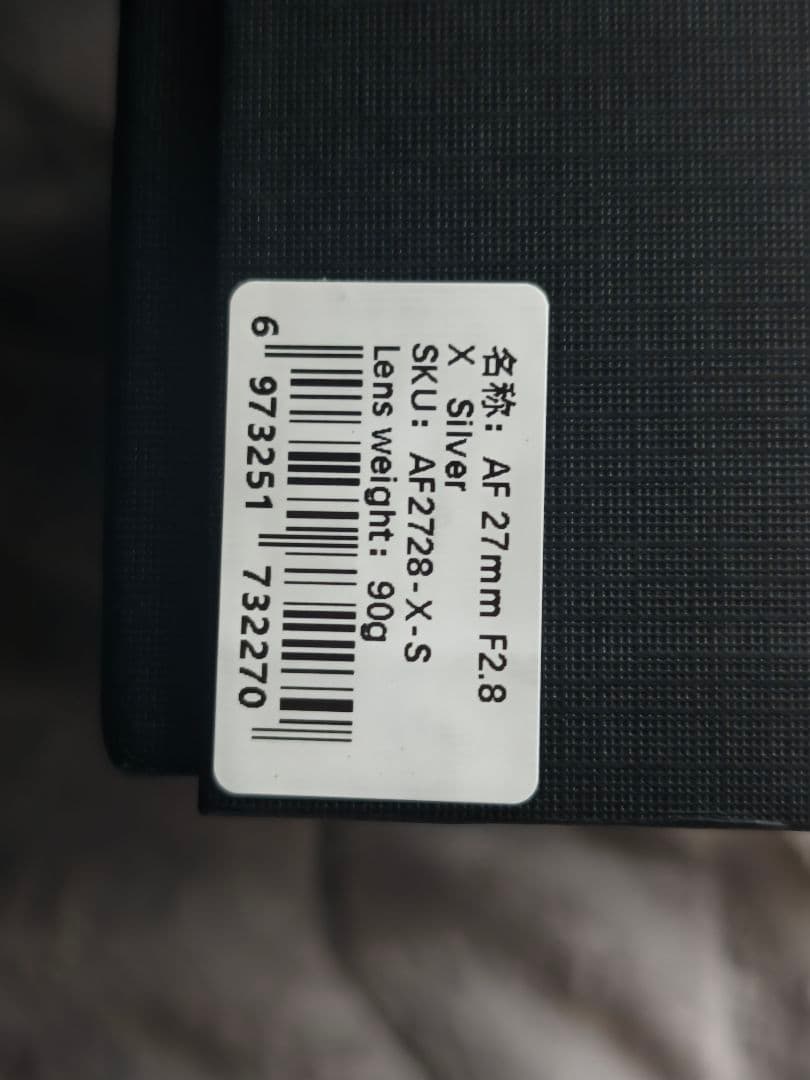 名称: AF 27mm F2.8
X Silver
SKU: AF2728-X-S
Lens weight: 90g
6 973251 732270